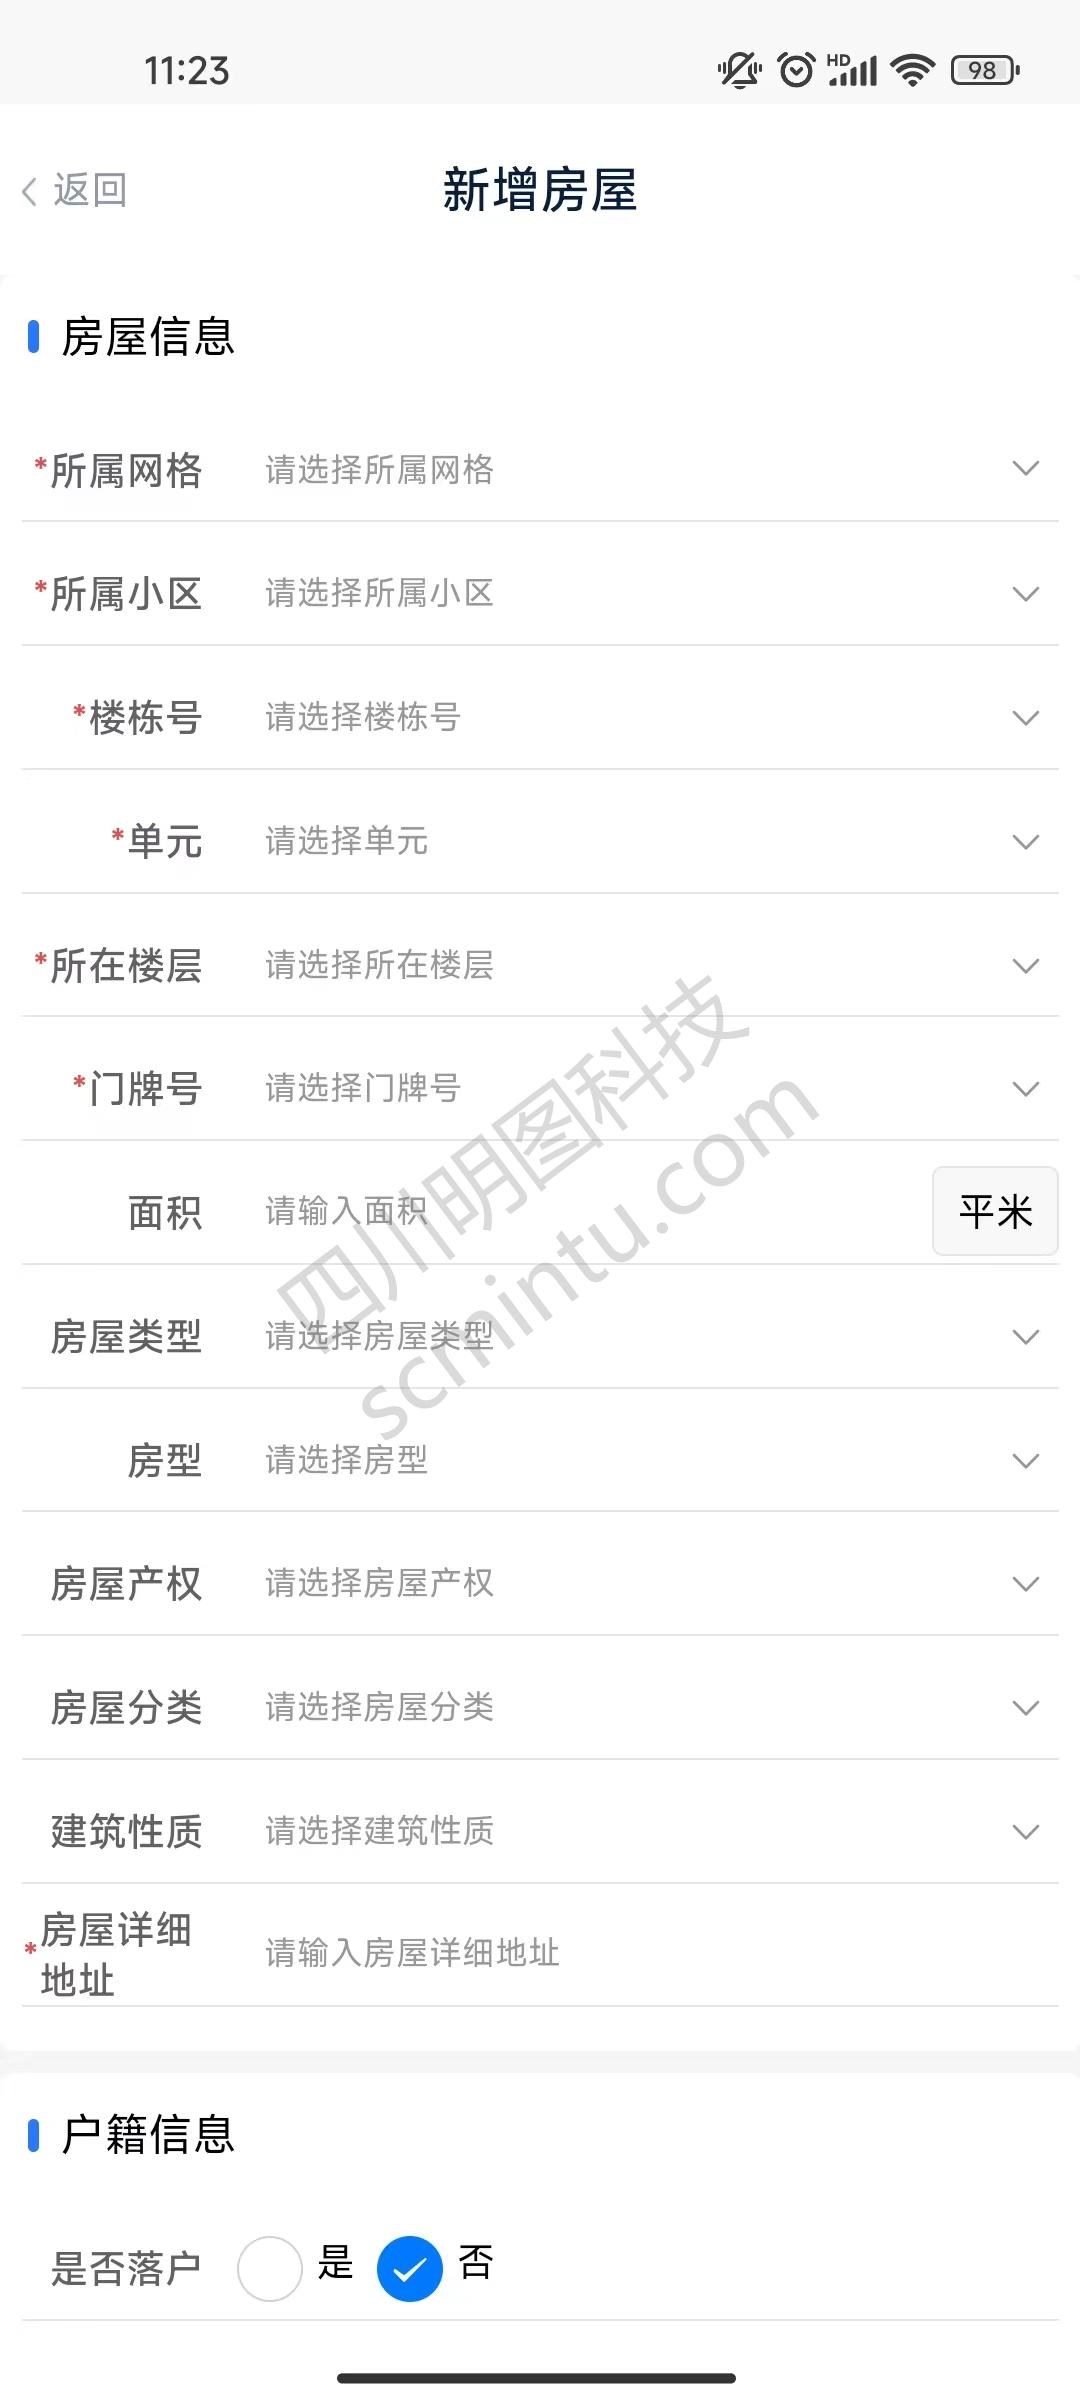 11:23
HD
98
返回
新增房屋
房屋信息
*所属网格 请选择所属网格
*所属小区 请选择所属小区
*楼栋号 请选择楼栋号
*单元 请选择单元
*所在楼层 请选择所在楼层
*门牌号 请选择门牌号
面积 请输入面积 平米
房屋类型 请选择房屋类型
房型 请选择房型
房屋产权 请选择房屋产权
房屋分类 请选择房屋分类
建筑性质 请选择建筑性质
*房屋详细
地址 请输入房屋详细地址
四川明图科技
scmintu.com
户籍信息
是否落户 是 否